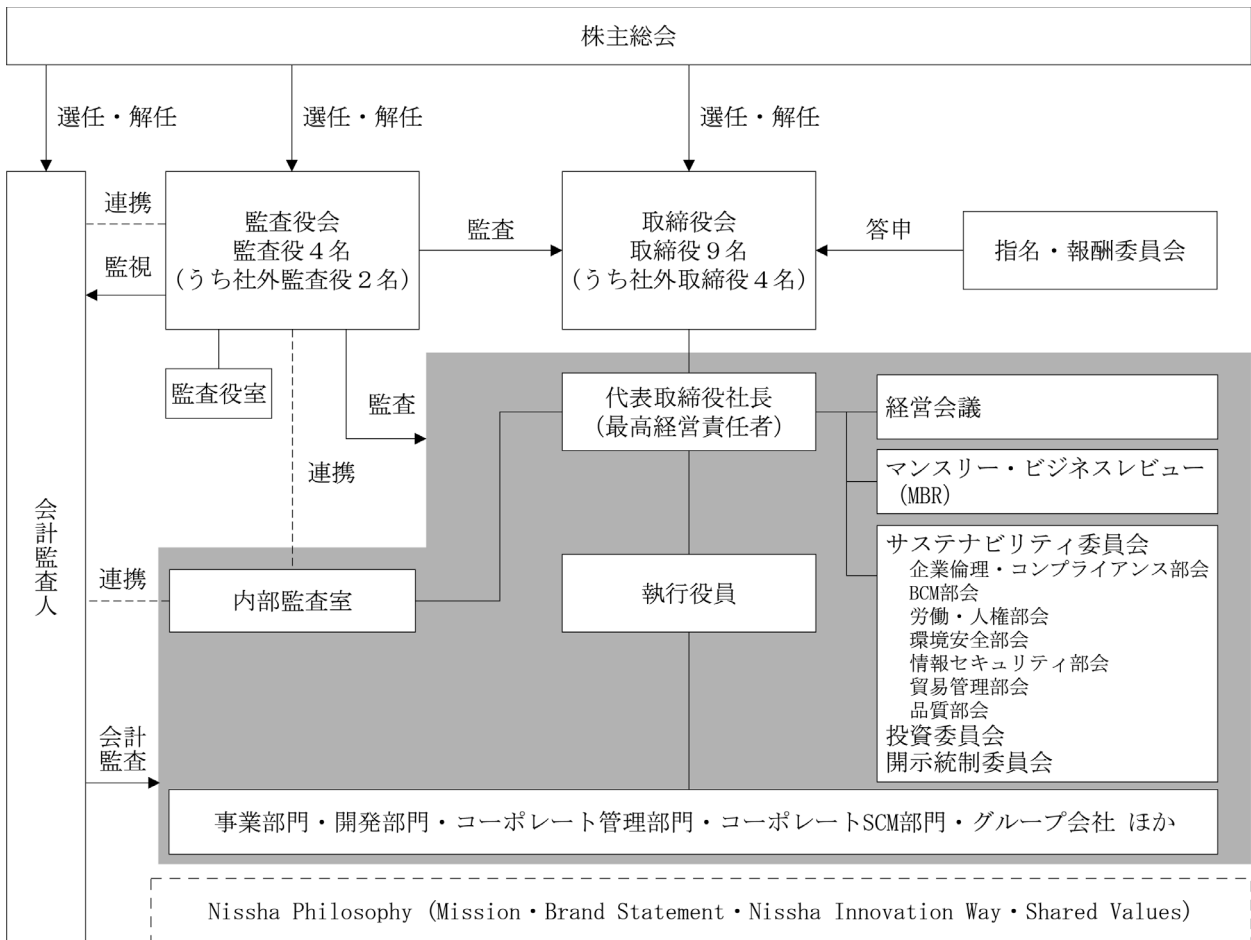 株主総会
選任・解任
選任・解任
選任・解任
連携
監視
監査役会
監査役４名
(うち社外監査役２名)
監査
取締役会
取締役９名
(うち社外取締役４名)
答申
指名・報酬委員会
監査役室
監査
連携
代表取締役社長
(最高経営責任者)
経営会議
マンスリー・ビジネスレビュー
(MBR)
サステナビリティ委員会
企業倫理・コンプライアンス部会
BCM部会
労働・人権部会
環境安全部会
情報セキュリティ部会
貿易管理部会
品質部会
投資委員会
開示統制委員会
会計監査人
連携
内部監査室
執行役員
会計
監査
事業部門・開発部門・コーポレート管理部門・コーポレートSCM部門・グループ会社 ほか
Nissha Philosophy (Mission・Brand Statement・Nissha Innovation Way・Shared Values)